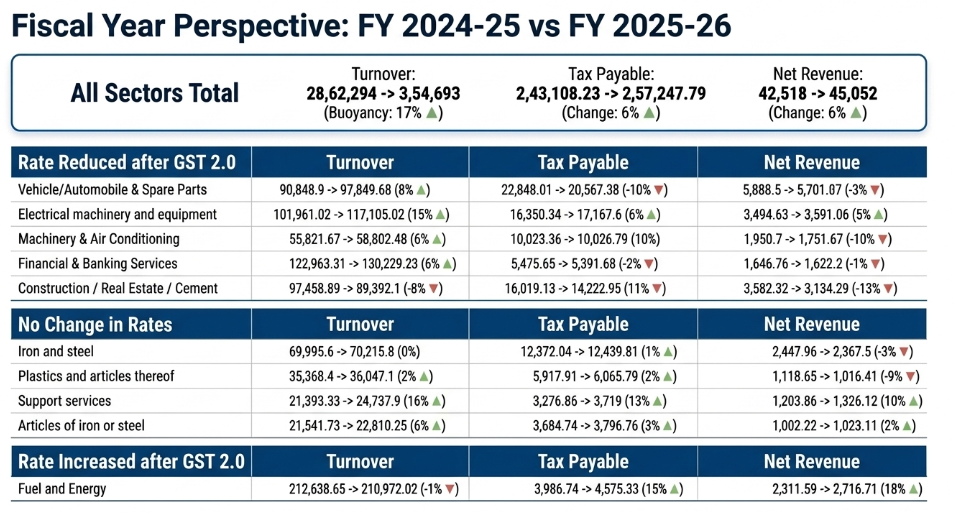 Fiscal Year Perspective: FY 2024-25 vs FY 2025-26
All Sectors Total
Turnover:
28,62,294 -> 3,54,693
(Buoyancy: 17% ▲)
Tax Payable:
2,43,108.23 -> 2,57,247.79
(Change: 6% ▲)
Net Revenue:
42,518 -> 45,052
(Change: 6% ▲)
Rate Reduced after GST 2.0 Turnover Tax Payable Net Revenue
Vehicle/Automobile & Spare Parts 90,848.9 -> 97,849.68 (8% ▲) 22,848.01 -> 20,567.38 (-10% ▼) 5,888.5 -> 5,701.07 (-3% ▼)
Electrical machinery and equipment 101,961.02 -> 117,105.02 (15% ▲) 16,350.34 -> 17,167.6 (6% ▲) 3,494.63 -> 3,591.06 (5% ▲)
Machinery & Air Conditioning 55,821.67 -> 58,802.48 (6% ▲) 10,023.36 -> 10,026.79 (10%) 1,950.7 -> 1,751.67 (-10% ▼)
Financial & Banking Services 122,963.31 -> 130,229.23 (6% ▲) 5,475.65 -> 5,391.68 (-2% ▼) 1,646.76 -> 1,622.2 (-1% ▼)
Construction / Real Estate / Cement 97,458.89 -> 89,392.1 (-8% ▼) 16,019.13 -> 14,222.95 (11% ▼) 3,582.32 -> 3,134.29 (-13% ▼)
No Change in Rates Turnover Tax Payable Net Revenue
Iron and steel 69,995.6 -> 70,215.8 (0%) 12,372.04 -> 12,439.81 (1% ▲) 2,447.96 -> 2,367.5 (-3% ▼)
Plastics and articles thereof 35,368.4 -> 36,047.1 (2% ▲) 5,917.91 -> 6,065.79 (2% ▲) 1,118.65 -> 1,016.41 (-9% ▼)
Support services 21,393.33 -> 24,737.9 (16% ▲) 3,276.86 -> 3,719 (13% ▲) 1,203.86 -> 1,326.12 (10% ▲)
Articles of iron or steel 21,541.73 -> 22,810.25 (6% ▲) 3,684.74 -> 3,796.76 (3% ▲) 1,002.22 -> 1,023.11 (2% ▲)
Rate Increased after GST 2.0 Turnover Tax Payable Net Revenue
Fuel and Energy 212,638.65 -> 210,972.02 (-1% ▼) 3,986.74 -> 4,575.33 (15% ▲) 2,311.59 -> 2,716.71 (18% ▲)